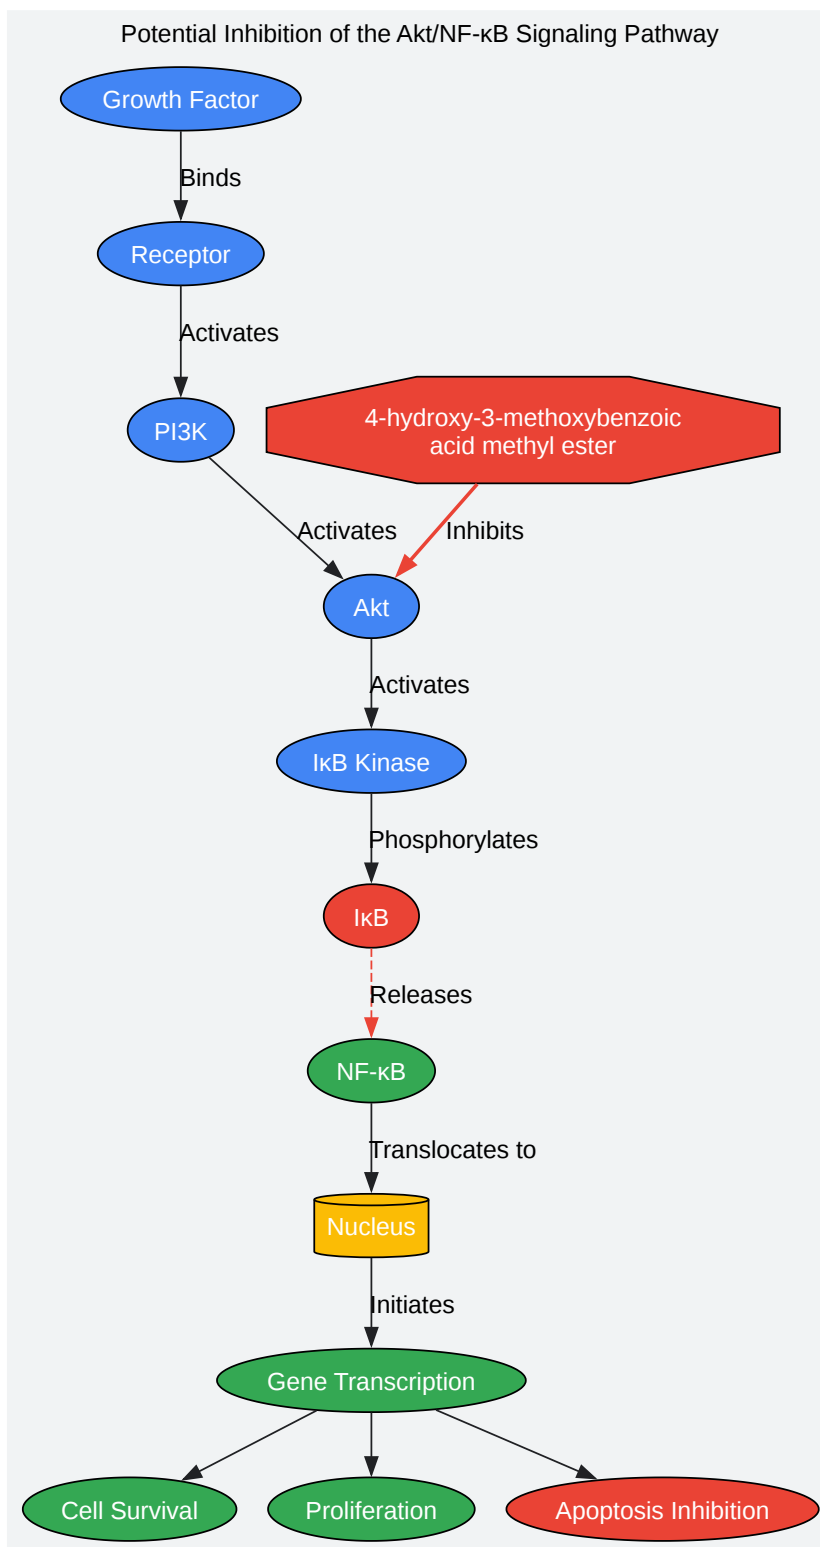 Potential Inhibition of the Akt/NF-κB Signaling Pathway
Growth Factor
Binds
Receptor
Activates
PI3K
4-hydroxy-3-methoxybenzoic
acid methyl ester
Activates
Inhibits
Akt
Activates
IκB Kinase
Phosphorylates
IκB
Releases
NF-κB
Translocates to
Nucleus
Initiates
Gene Transcription
Cell Survival
Proliferation
Apoptosis Inhibition